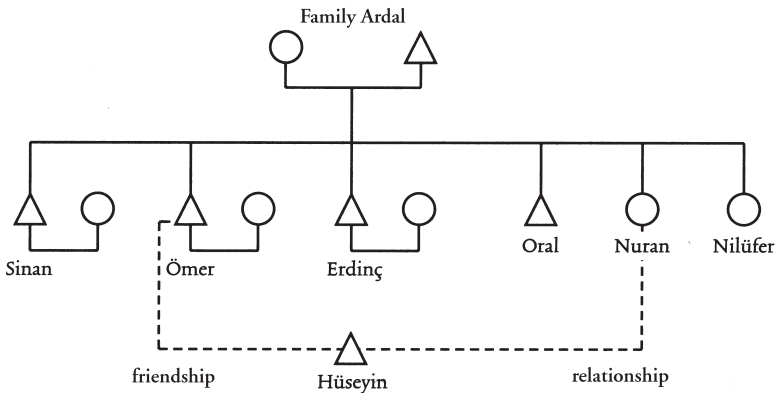 Family Ardal
Oral
Nuran
Nilüfer
Sinan
Ömer
Erdinç
friendship
Hüseyin
relationship